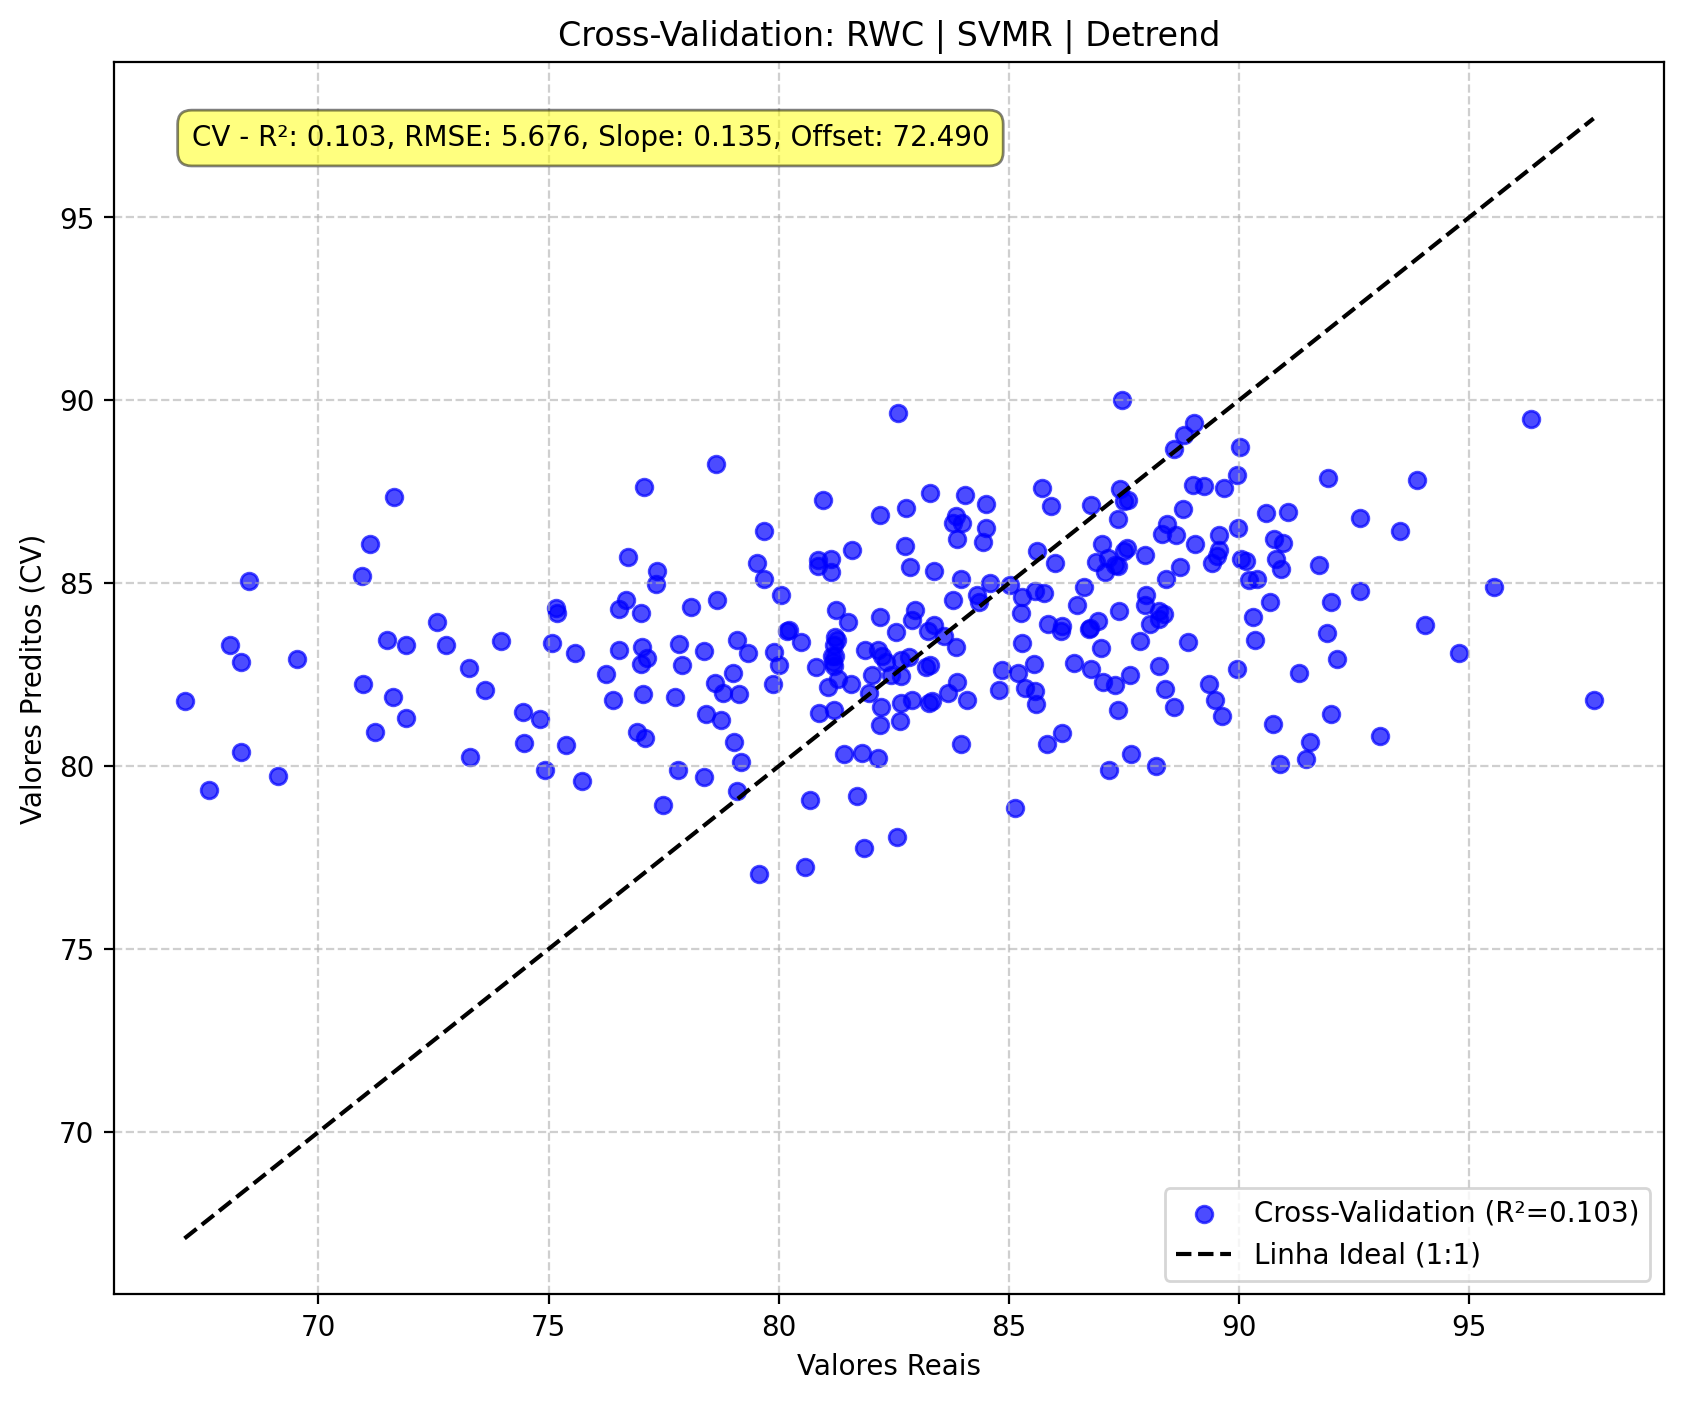 Cross-Validation: RWC | SVMR | Detrend
CV - R²: 0.103, RMSE: 5.676, Slope: 0.135, Offset: 72.490
Valores Preditos (CV)
95
90
85
80
75
70
Cross-Validation (R²=0.103)
Linha Ideal (1:1)
70 75 80 85 90 95
Valores Reais